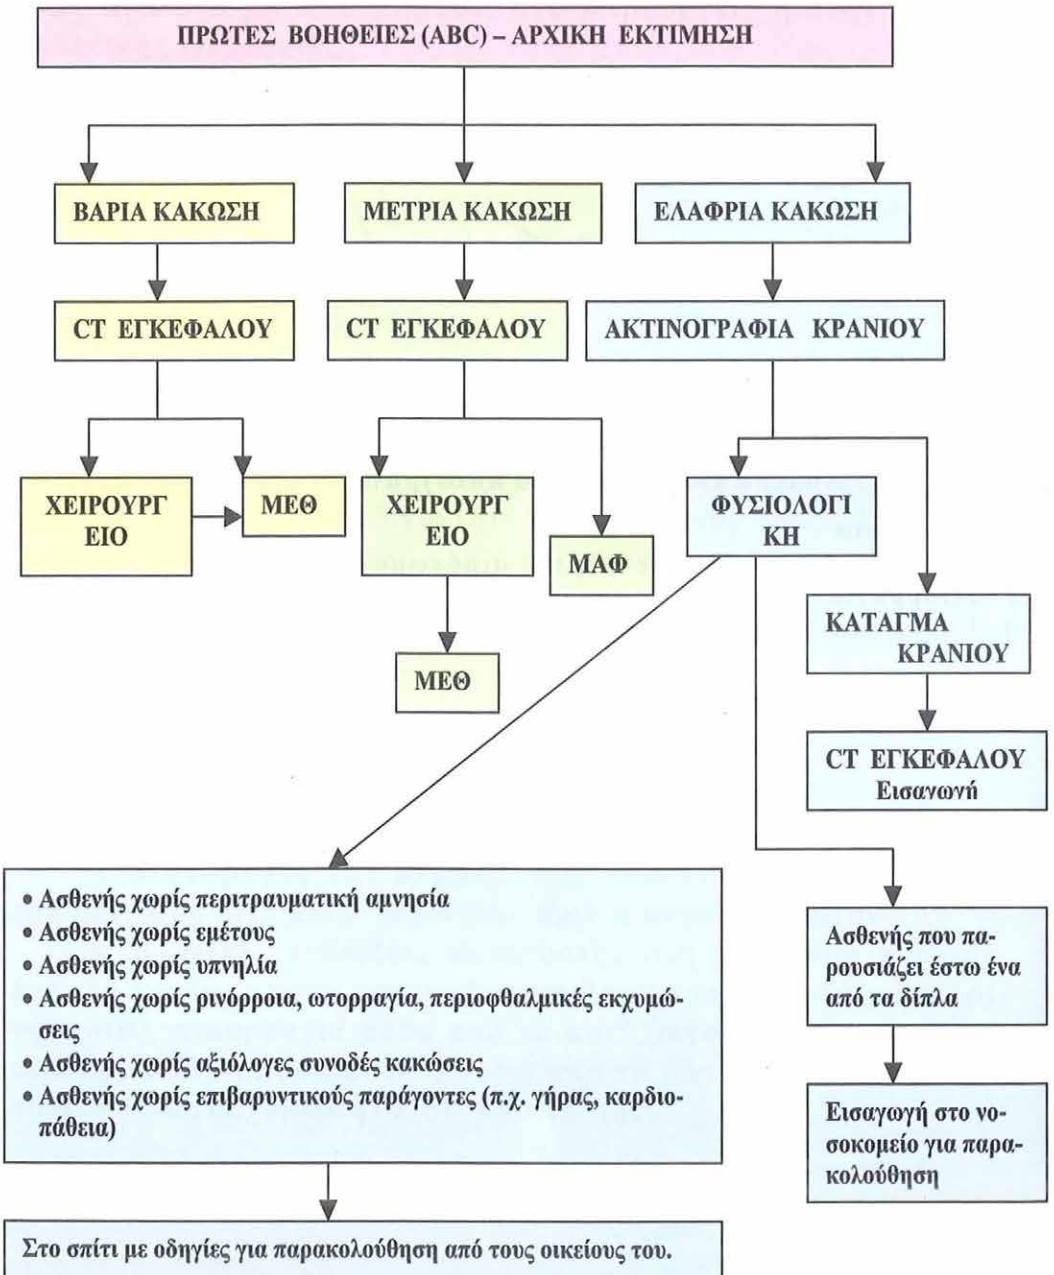 ΠΡΩΤΕΣ ΒΟΗΘΕΙΕΣ (ABC) – ΑΡΧΙΚΗ ΕΚΤΙΜΗΣΗ
ΒΑΡΙΑ ΚΑΚΩΣΗ
ΜΕΤΡΙΑ ΚΑΚΩΣΗ
ΕΛΑΦΡΙΑ ΚΑΚΩΣΗ
CT ΕΓΚΕΦΑΛΟΥ
CT ΕΓΚΕΦΑΛΟΥ
ΑΚΤΙΝΟΓΡΑΦΙΑ ΚΡΑΝΙΟΥ
ΧΕΙΡΟΥΡΓ
ΕΙΟ
ΜΕΘ
ΧΕΙΡΟΥΡΓ
ΕΙΟ
ΜΑΦ
ΦΥΣΙΟΛΟΓΙ
ΚΗ
ΜΕΘ
ΚΑΤΑΓΜΑ
ΚΡΑΝΙΟΥ
CT ΕΓΚΕΦΑΛΟΥ
Εισαγωγή
• Ασθενής χωρίς περιτραυματική αμνησία
• Ασθενής χωρίς εμέτους
• Ασθενής χωρίς υπνηλία
• Ασθενής χωρίς ρινόρροια, ωτορραγία, περιοφθαλμικές εκχυμώ-
σεις
• Ασθενής χωρίς αξιόλογες συνοδές κακώσεις
• Ασθενής χωρίς επιβαρυντικούς παράγοντες (π.χ. γήρας, καρδιο-
πάθεια)
Ασθενής που πα-
ρουσιάζει έστω ένα
από τα δίπλα
Εισαγωγή στο νο-
σοκομείο για παρα-
κολούθηση
Στο σπίτι με οδηγίες για παρακολούθηση από τους οικείους του.